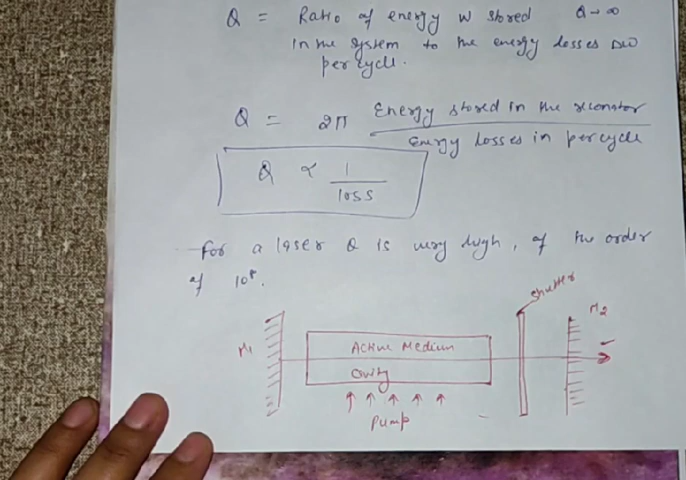 Q = Ratio of energy W stored Q→∞
in the system to the energy losses
per cycle.
Q = 2π Energy stored in the resonator
Energy losses in per cycle
Q ∝ 1
loss
For a laser Q is very high, of the order
of 10⁸.
shutter
M1
M2
Active Medium
cavity
pump